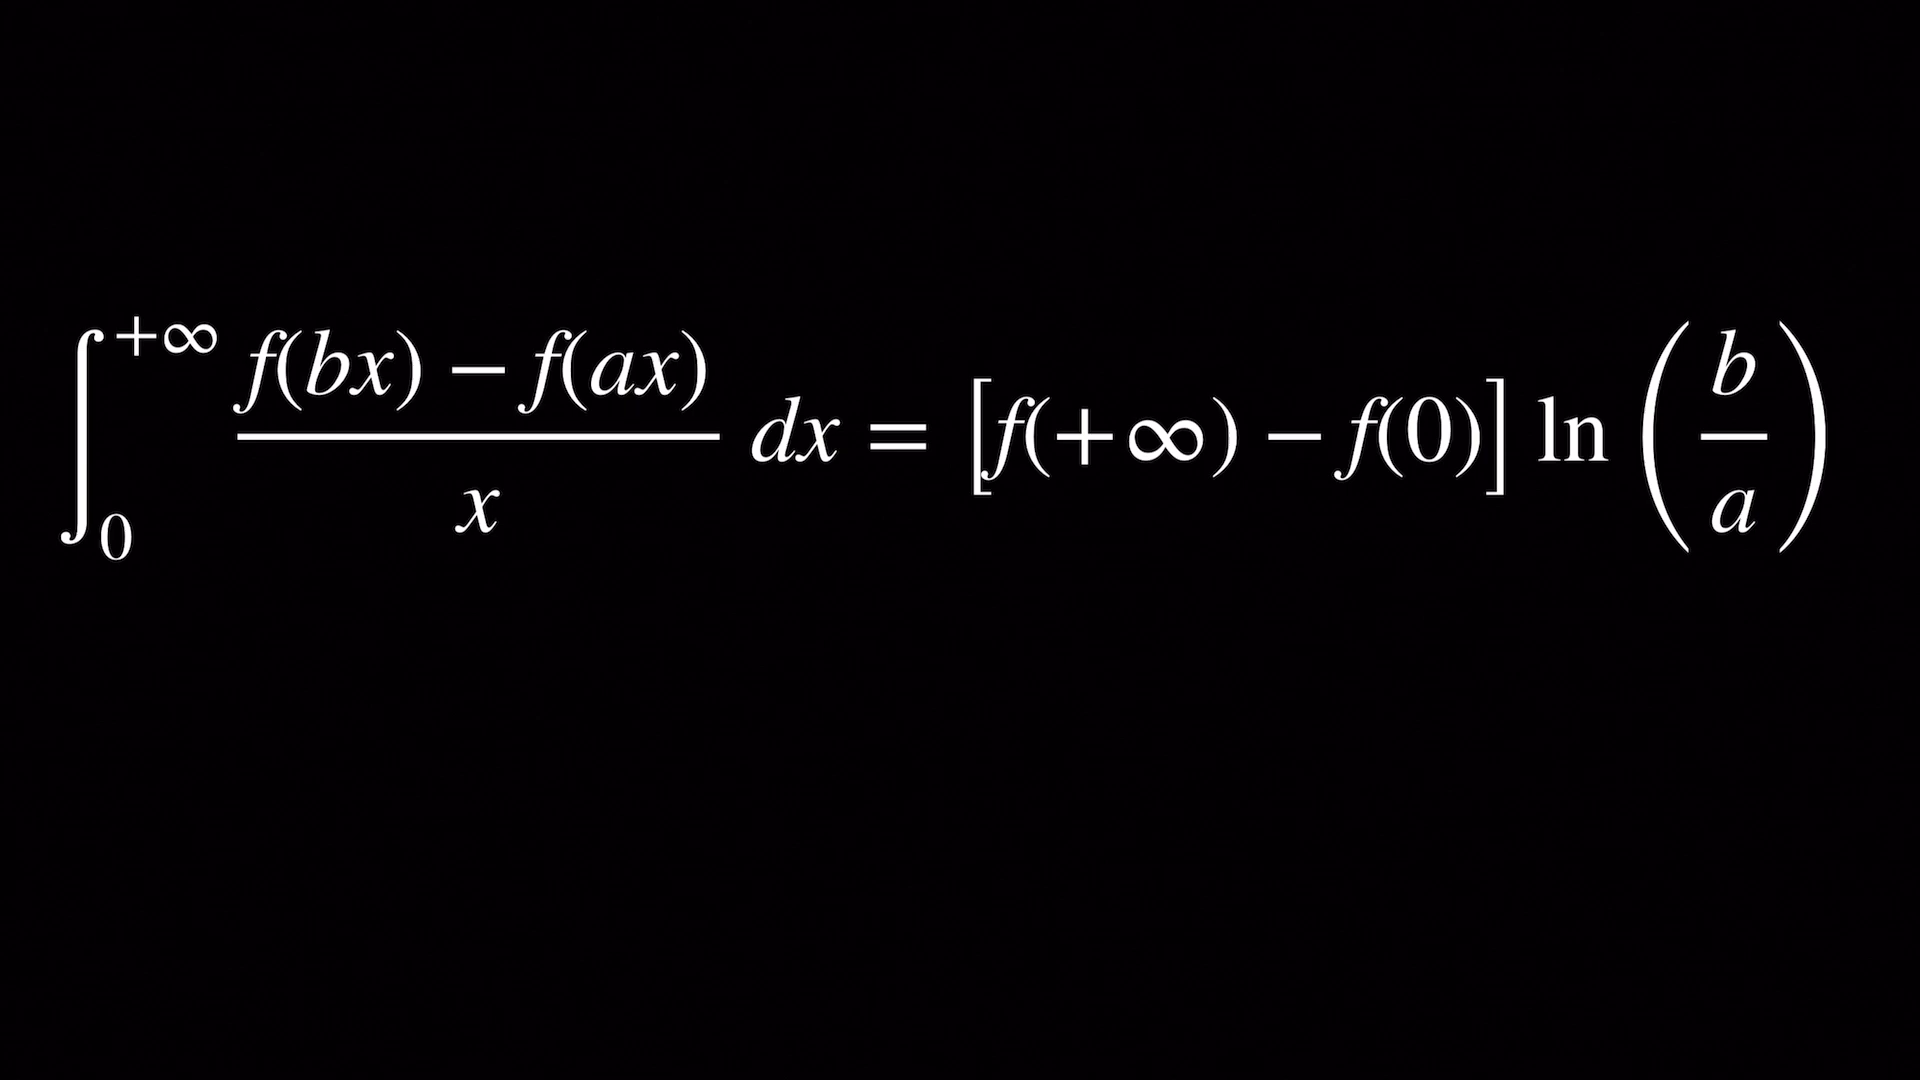 ∫₀⁺∞ (f(bx) − f(ax))/x dx = [f(+∞) − f(0)] ln (b/a)